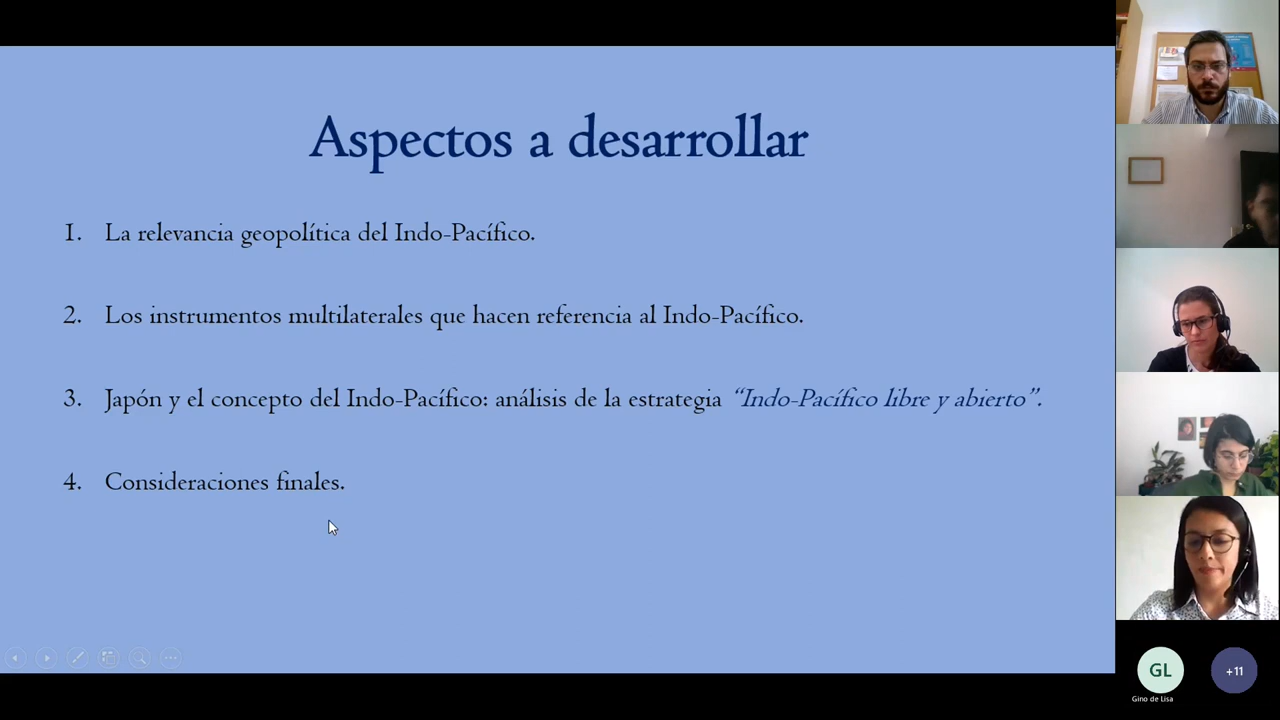 Aspectos a desarrollar
1. La relevancia geopolítica del Indo-Pacífico.
2. Los instrumentos multilaterales que hacen referencia al Indo-Pacífico.
3. Japón y el concepto del Indo-Pacífico: análisis de la estrategia “Indo-Pacífico libre y abierto”.
4. Consideraciones finales.
GL
+11
Gino de Lisa